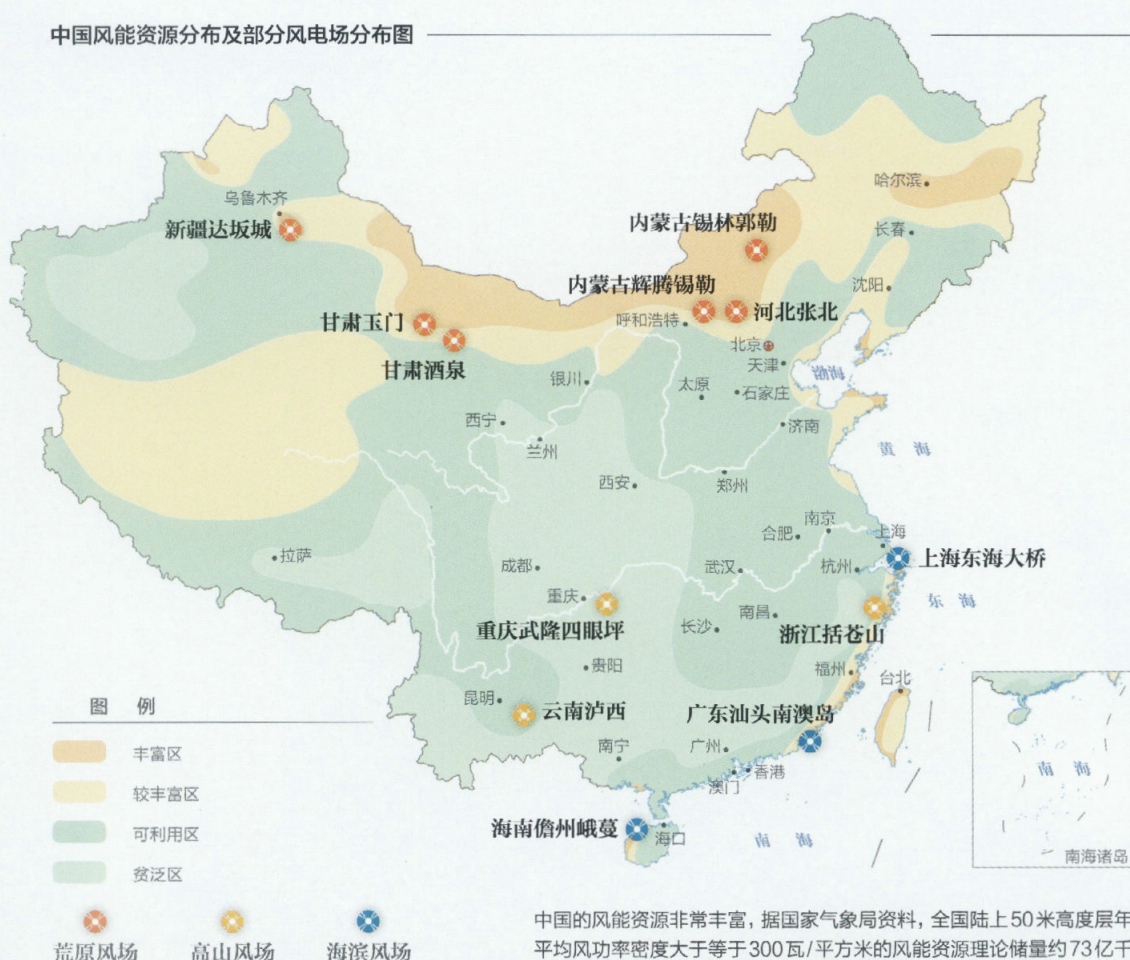 中国风能资源分布及部分风电场分布图
乌鲁木齐
新疆达坂城
哈尔滨
内蒙古锡林郭勒
长春
内蒙古辉腾锡勒
沈阳
甘肃玉门
呼和浩特
河北张北
北京
甘肃酒泉
天津
渤海
银川
太原
石家庄
西宁
济南
兰州
黄海
西安
郑州
南京
上海
合肥
拉萨
成都
武汉
杭州
上海东海大桥
重庆
东海
南昌
重庆武隆四眼坪
长沙
浙江括苍山
贵阳
福州
台北
昆明
云南泸西
广东汕头南澳岛
图例
南宁
广州
丰富区
香港
南海
澳门
较丰富区
海南儋州峨蔓
可利用区
海口
南海
南海诸岛
贫泛区
荒原风场
高山风场
海滨风场
中国的风能资源非常丰富，据国家气象局资料，全国陆上50米高度层年
平均风功率密度大于等于300瓦/平方米的风能资源理论储量约73亿千